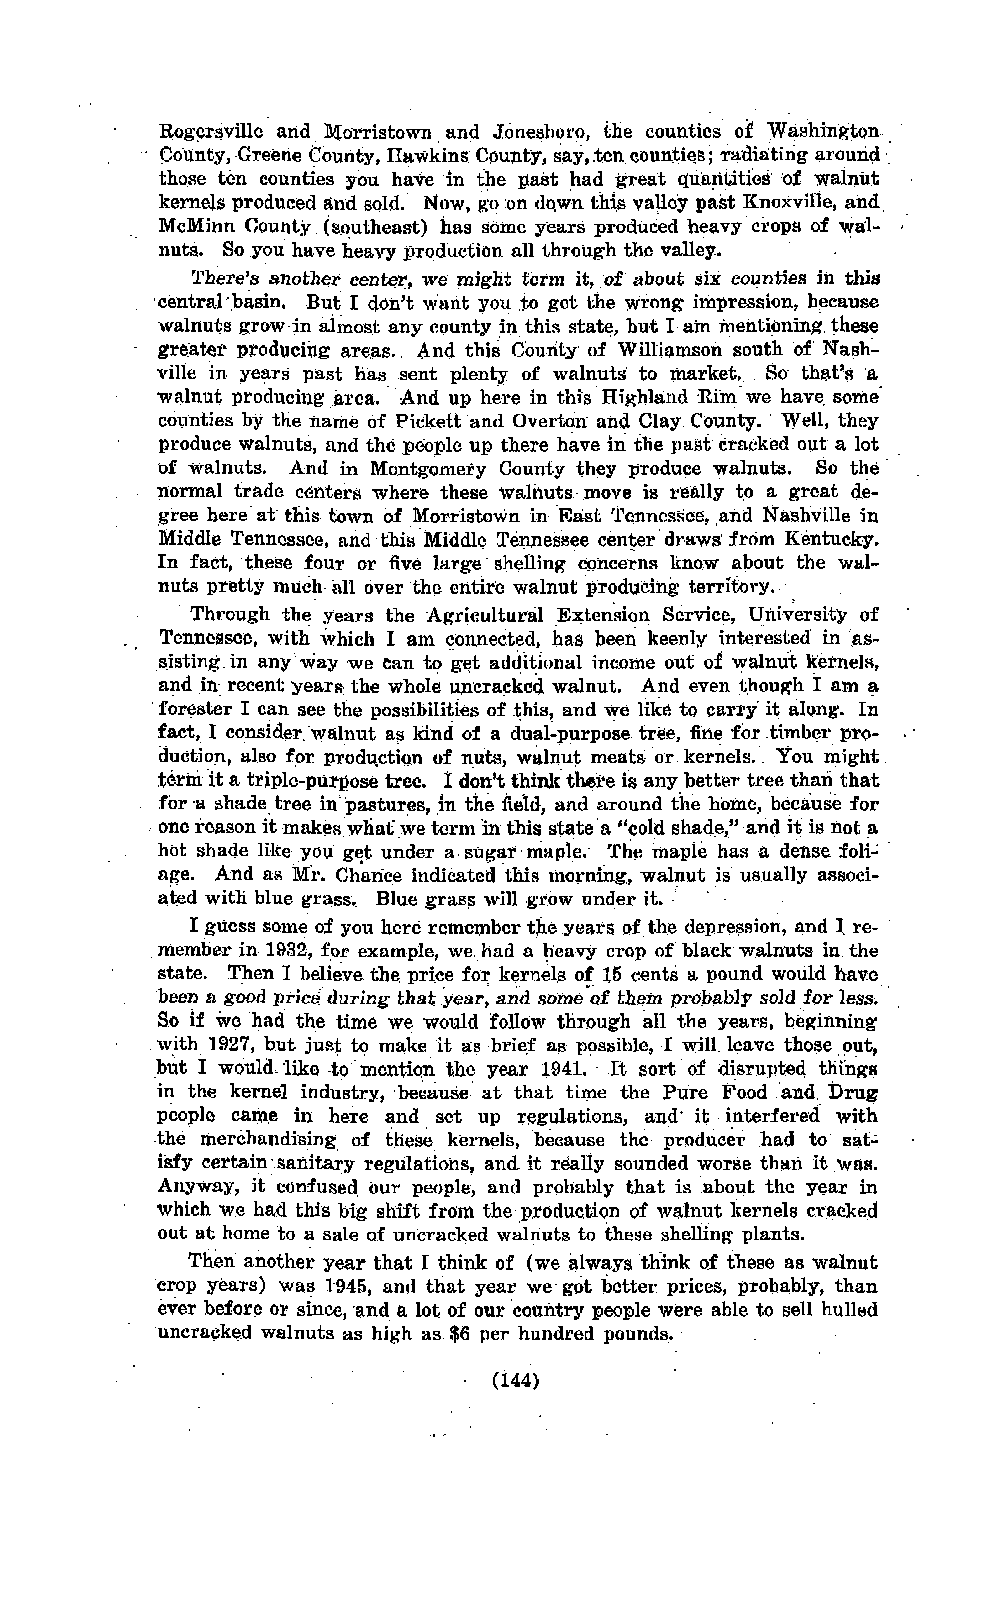 Rogersville and Morristown and Jonesboro, the counties of Washington
County, Greene County, Hawkins County, say, ten counties; radiating around
those ten counties you have in the past had great quantities of walnut
kernels produced and sold. Now, go on down this valley past Knoxville, and
McMinn County (southeast) has some years produced heavy crops of wal-
nuts. So you have heavy production all through the valley.
There's another center, we might term it, of about six counties in this
central basin. But I don't want you to get the wrong impression, because
walnuts grow in almost any county in this state, but I am mentioning these
greater producing areas. And this County of Williamson south of Nash-
ville in years past has sent plenty of walnuts to market. So that's a
walnut producing area. And up here in this Highland Rim we have some
counties by the name of Pickett and Overton and Clay County. Well, they
produce walnuts, and the people up there have in the past cracked out a lot
of walnuts. And in Montgomery County they produce walnuts. So the
normal trade centers where these walnuts move is really to a great de-
gree here at this town of Morristown in East Tennessee, and Nashville in
Middle Tennessee, and this Middle Tennessee center draws from Kentucky.
In fact, these four or five large shelling concerns know about the wal-
nuts pretty much all over the entire walnut producing territory.
Through the years the Agricultural Extension Service, University of
Tennessee, with which I am connected, has been keenly interested in as-
sisting in any way we can to get additional income out of walnut kernels,
and in recent years the whole uncracked walnut. And even though I am a
forester I can see the possibilities of this, and we like to carry it along. In
fact, I consider walnut as kind of a dual-purpose tree, fine for timber pro-
duction, also for production of nuts, walnut meats or kernels. You might
term it a triple-purpose tree. I don't think there is any better tree than that
for a shade tree in pastures, in the field, and around the home, because for
one reason it makes what we term in this state a "cold shade," and it is not a
hot shade like you get under a sugar maple. The maple has a dense foli-
age. And as Mr. Chance indicated this morning, walnut is usually associ-
ated with blue grass. Blue grass will grow under it.
I guess some of you here remember the years of the depression, and I re-
member in 1932, for example, we had a heavy crop of black walnuts in the
state. Then I believe the price for kernels of 15 cents a pound would have
been a good price during that year, and some of them probably sold for less.
So if we had the time we would follow through all the years, beginning
with 1927, but just to make it as brief as possible, I will leave those out,
but I would like to mention the year 1941. It sort of disrupted things
in the kernel industry, because at that time the Pure Food and Drug
people came in here and set up regulations, and it interfered with
the merchandising of these kernels, because the producer had to sat-
isfy certain sanitary regulations, and it really sounded worse than it was.
Anyway, it confused our people, and probably that is about the year in
which we had this big shift from the production of walnut kernels cracked
out at home to a sale of uncracked walnuts to these shelling plants.
Then another year that I think of (we always think of these as walnut
crop years) was 1945, and that year we got better prices, probably, than
ever before or since, and a lot of our country people were able to sell hulled
uncracked walnuts as high as $6 per hundred pounds.
(144)